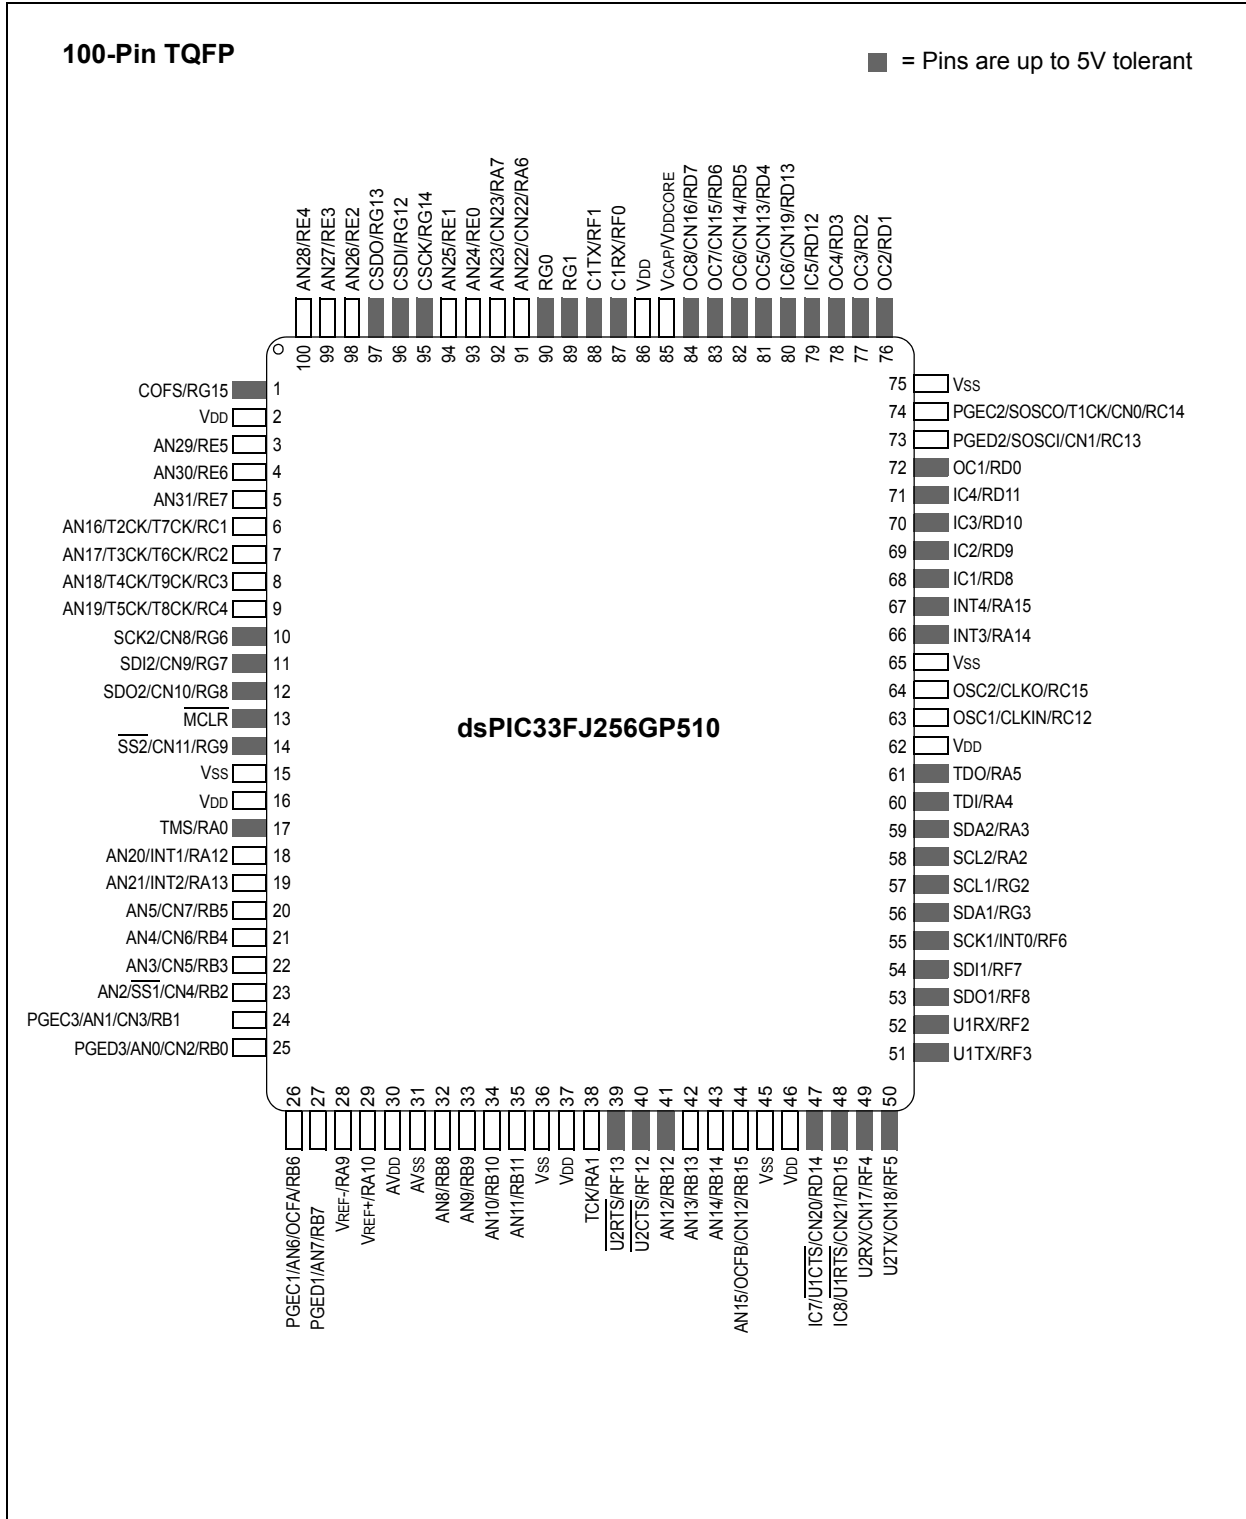 100-Pin TQFP
= Pins are up to 5V tolerant
AN28/RE4
AN27/RE3
AN26/RE2
CSDO/RG13
CSDI/RG12
CSCK/RG14
AN25/RE1
AN24/RE0
AN23/CN23/RA7
AN22/CN22/RA6
RG0
RG1
C1TX/RF1
C1RX/RF0
VDD
VCAP/VDDCORE
OC8/CN16/RD7
OC7/CN15/RD6
OC6/CN14/RD5
OC5/CN13/RD4
IC6/CN19/RD13
IC5/RD12
OC4/RD3
OC3/RD2
OC2/RD1
100
99
98
97
96
95
94
93
92
91
90
89
88
87
86
85
84
83
82
81
80
79
78
77
76
COFS/RG15 1
VDD 2
AN29/RE5 3
AN30/RE6 4
AN31/RE7 5
AN16/T2CK/T7CK/RC1 6
AN17/T3CK/T6CK/RC2 7
AN18/T4CK/T9CK/RC3 8
AN19/T5CK/T8CK/RC4 9
SCK2/CN8/RG6 10
SDI2/CN9/RG7 11
SDO2/CN10/RG8 12
MCLR 13
SS2/CN11/RG9 14
VSS 15
VDD 16
TMS/RA0 17
AN20/INT1/RA12 18
AN21/INT2/RA13 19
AN5/CN7/RB5 20
AN4/CN6/RB4 21
AN3/CN5/RB3 22
AN2/SS1/CN4/RB2 23
PGEC3/AN1/CN3/RB1 24
PGED3/AN0/CN2/RB0 25
dsPIC33FJ256GP510
75 VSS
74 PGEC2/SOSCO/T1CK/CN0/RC14
73 PGED2/SOSCI/CN1/RC13
72 OC1/RD0
71 IC4/RD11
70 IC3/RD10
69 IC2/RD9
68 IC1/RD8
67 INT4/RA15
66 INT3/RA14
65 VSS
64 OSC2/CLKO/RC15
63 OSC1/CLKIN/RC12
62 VDD
61 TDO/RA5
60 TDI/RA4
59 SDA2/RA3
58 SCL2/RA2
57 SCL1/RG2
56 SDA1/RG3
55 SCK1/INT0/RF6
54 SDI1/RF7
53 SDO1/RF8
52 U1RX/RF2
51 U1TX/RF3
26
27
28
29
30
31
32
33
34
35
36
37
38
39
40
41
42
43
44
45
46
47
48
49
50
PGEC1/AN6/OCFA/RB6
PGED1/AN7/RB7
VREF-/RA9
VREF+/RA10
AVDD
AVSS
AN8/RB8
AN9/RB9
AN10/RB10
AN11/RB11
VSS
VDD
TCK/RA1
U2RTS/RF13
U2CTS/RF12
AN12/RB12
AN13/RB13
AN14/RB14
AN15/OCFB/CN12/RB15
VSS
VDD
IC7/U1CTS/CN20/RD14
IC8/U1RTS/CN21/RD15
U2RX/CN17/RF4
U2TX/CN18/RF5